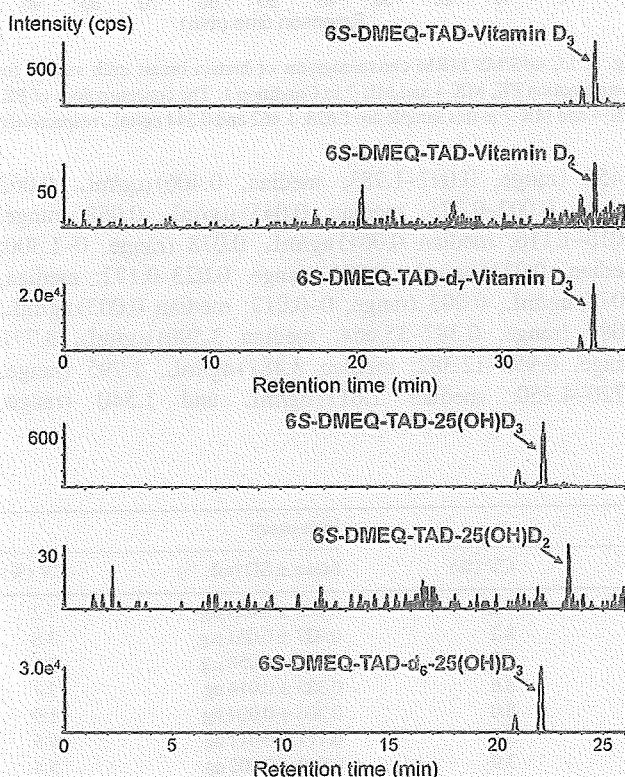 Intensity (cps)
6S-DMEQ-TAD-Vitamin D3
500
6S-DMEQ-TAD-Vitamin D2
50
6S-DMEQ-TAD-d7-Vitamin D3
2.0e4
0 10 20 30
Retention time (min)
6S-DMEQ-TAD-25(OH)D3
600
6S-DMEQ-TAD-25(OH)D2
30
6S-DMEQ-TAD-d6-25(OH)D3
3.0e4
0 5 10 15 20 25
Retention time (min)